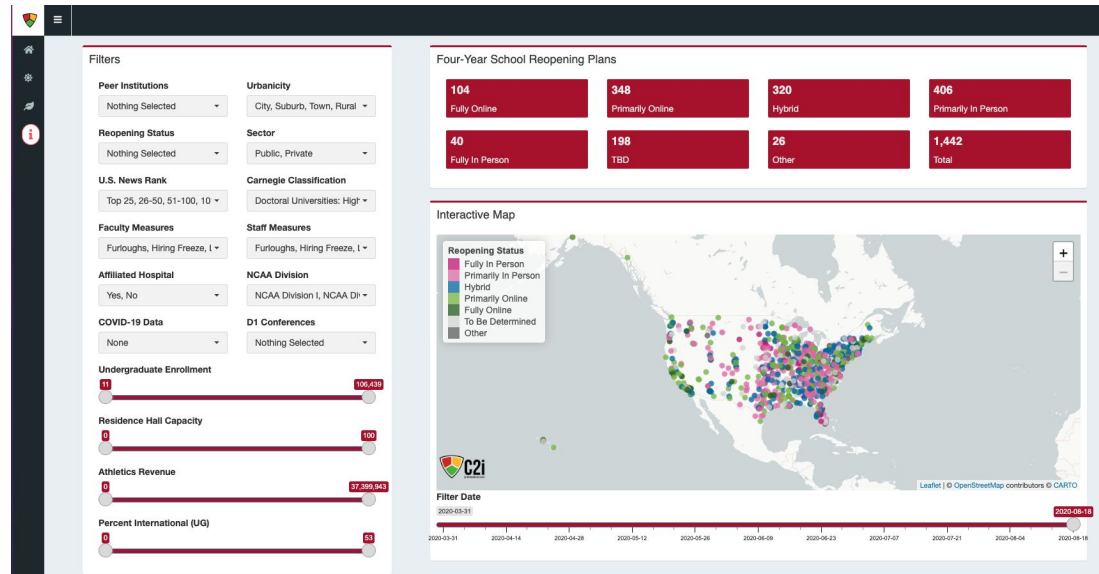 i
Filters
Peer Institutions
Nothing Selected
Urbanicity
City, Suburb, Town, Rural
Reopening Status
Nothing Selected
Sector
Public, Private
U.S. News Rank
Top 25, 26-50, 51-100, 10
Carnegie Classification
Doctoral Universities: High
Faculty Measures
Furloughs, Hiring Freeze, L
Staff Measures
Furloughs, Hiring Freeze, L
Affiliated Hospital
Yes, No
NCAA Division
NCAA Division I, NCAA Div
COVID-19 Data
None
D1 Conferences
Nothing Selected
Undergraduate Enrollment
11 106,439
Residence Hall Capacity
0 100
Athletics Revenue
0 37,399,943
Percent International (UG)
0 53
Four-Year School Reopening Plans
104
Fully Online
348
Primarily Online
320
Hybrid
406
Primarily In Person
40
Fully In Person
198
TBD
26
Other
1,442
Total
Interactive Map
Reopening Status
Fully In Person
Primarily In Person
Hybrid
Primarily Online
Fully Online
To Be Determined
Other
+
−
C2i
Leaflet | © OpenStreetMap contributors © CARTO
Filter Date
2020-03-31 2020-08-18
2020-03-31 2020-04-14 2020-04-28 2020-05-12 2020-05-26 2020-06-09 2020-06-23 2020-07-07 2020-07-21 2020-08-04 2020-08-18